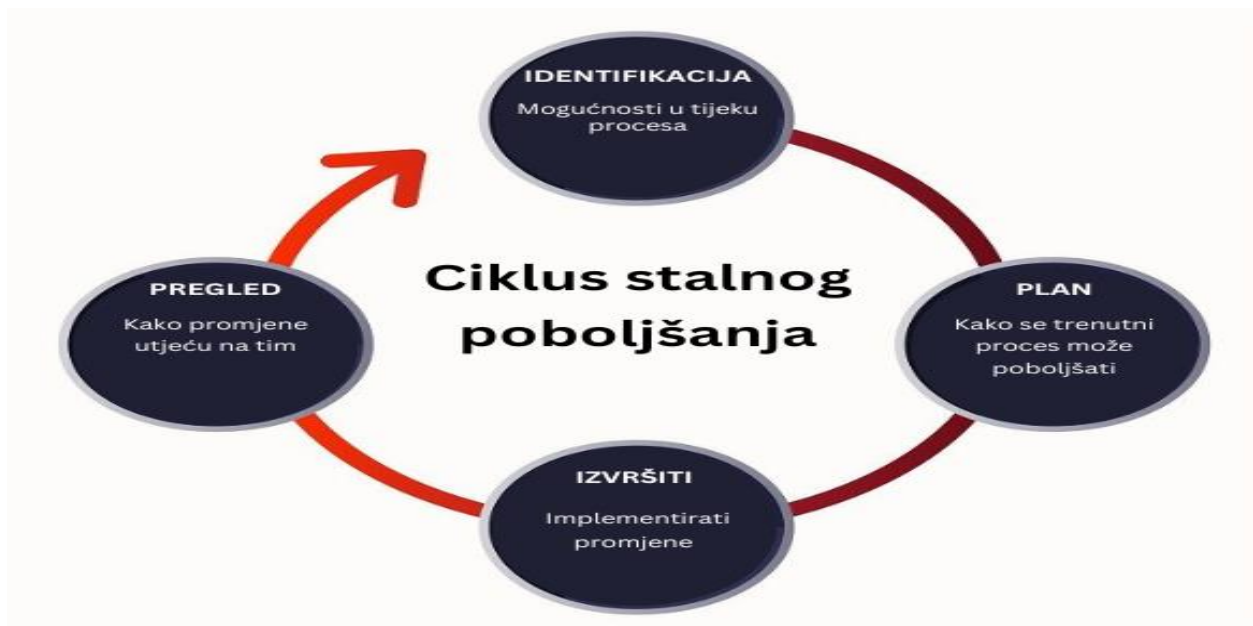 IDENTIFIKACIJA
Mogućnosti u tijeku
procesa
Ciklus stalnog
poboljšanja
PLAN
Kako se trenutni
proces može
poboljšati
IZVRŠITI
Implementirati
promjene
PREGLED
Kako promjene
utjeću na tim